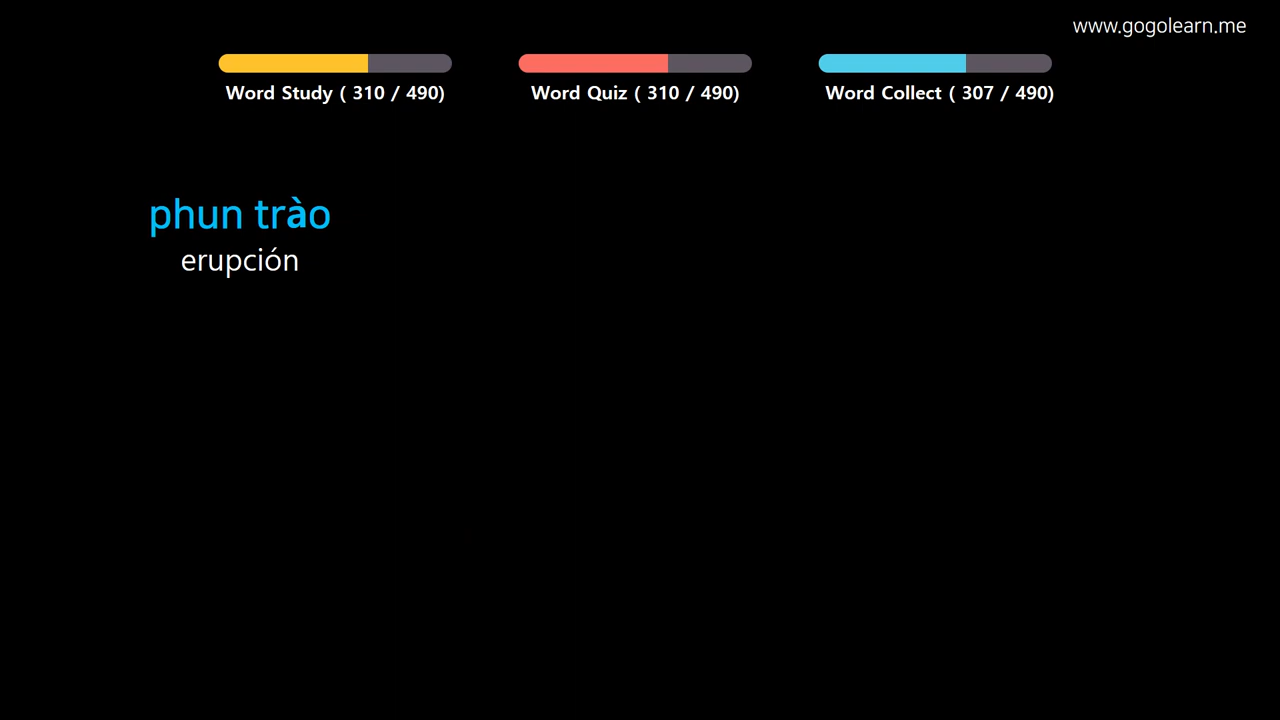 www.gogolearn.me
Word Study ( 310 / 490)
Word Quiz ( 310 / 490)
Word Collect ( 307 / 490)
phun trào
erupción